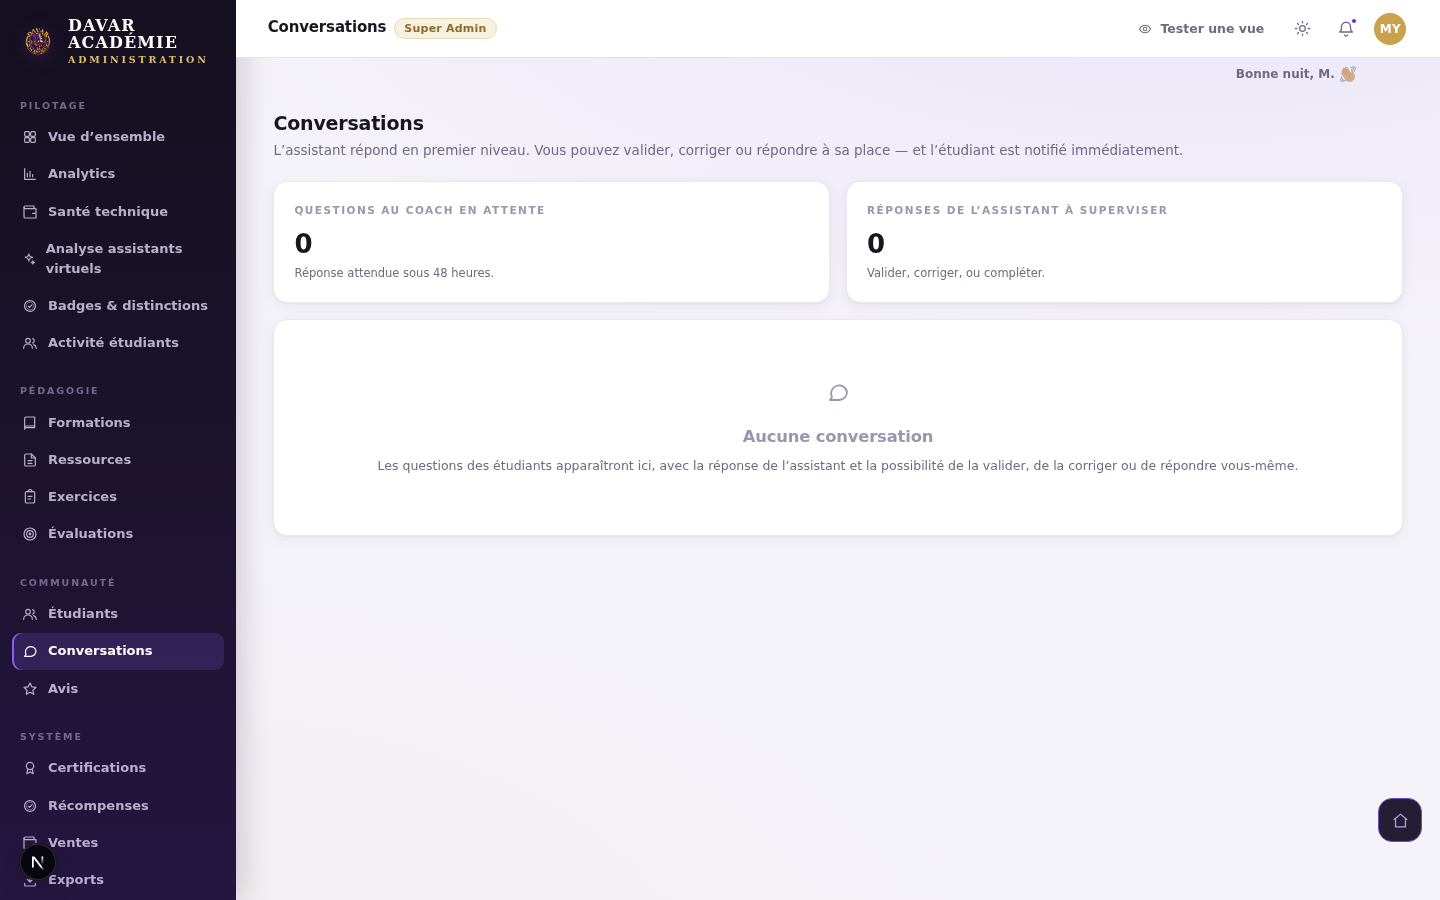 DAVAR
ACADÉMIE
ADMINISTRATION
PILOTAGE
Vue d’ensemble
Analytics
Santé technique
Analyse assistants
virtuels
Badges & distinctions
Activité étudiants
PÉDAGOGIE
Formations
Ressources
Exercices
Évaluations
COMMUNAUTÉ
Étudiants
Conversations
Avis
SYSTÈME
Certifications
Récompenses
Ventes
Exports
N
Conversations Super Admin
Tester une vue
MY
Bonne nuit, M. 👋🏽
Conversations
L’assistant répond en premier niveau. Vous pouvez valider, corriger ou répondre à sa place — et l’étudiant est notifié immédiatement.
QUESTIONS AU COACH EN ATTENTE
0
Réponse attendue sous 48 heures.
RÉPONSES DE L’ASSISTANT À SUPERVISER
0
Valider, corriger, ou compléter.
Aucune conversation
Les questions des étudiants apparaîtront ici, avec la réponse de l’assistant et la possibilité de la valider, de la corriger ou de répondre vous-même.